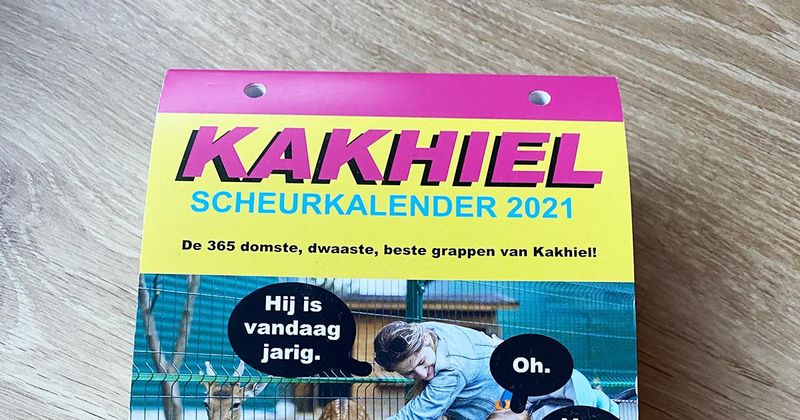 KAKHIEL
SCHEURKALENDER 2021
De 365 domste, dwaaste, beste grappen van Kakhiel!
Hij is
vandaag
jarig.
Oh.